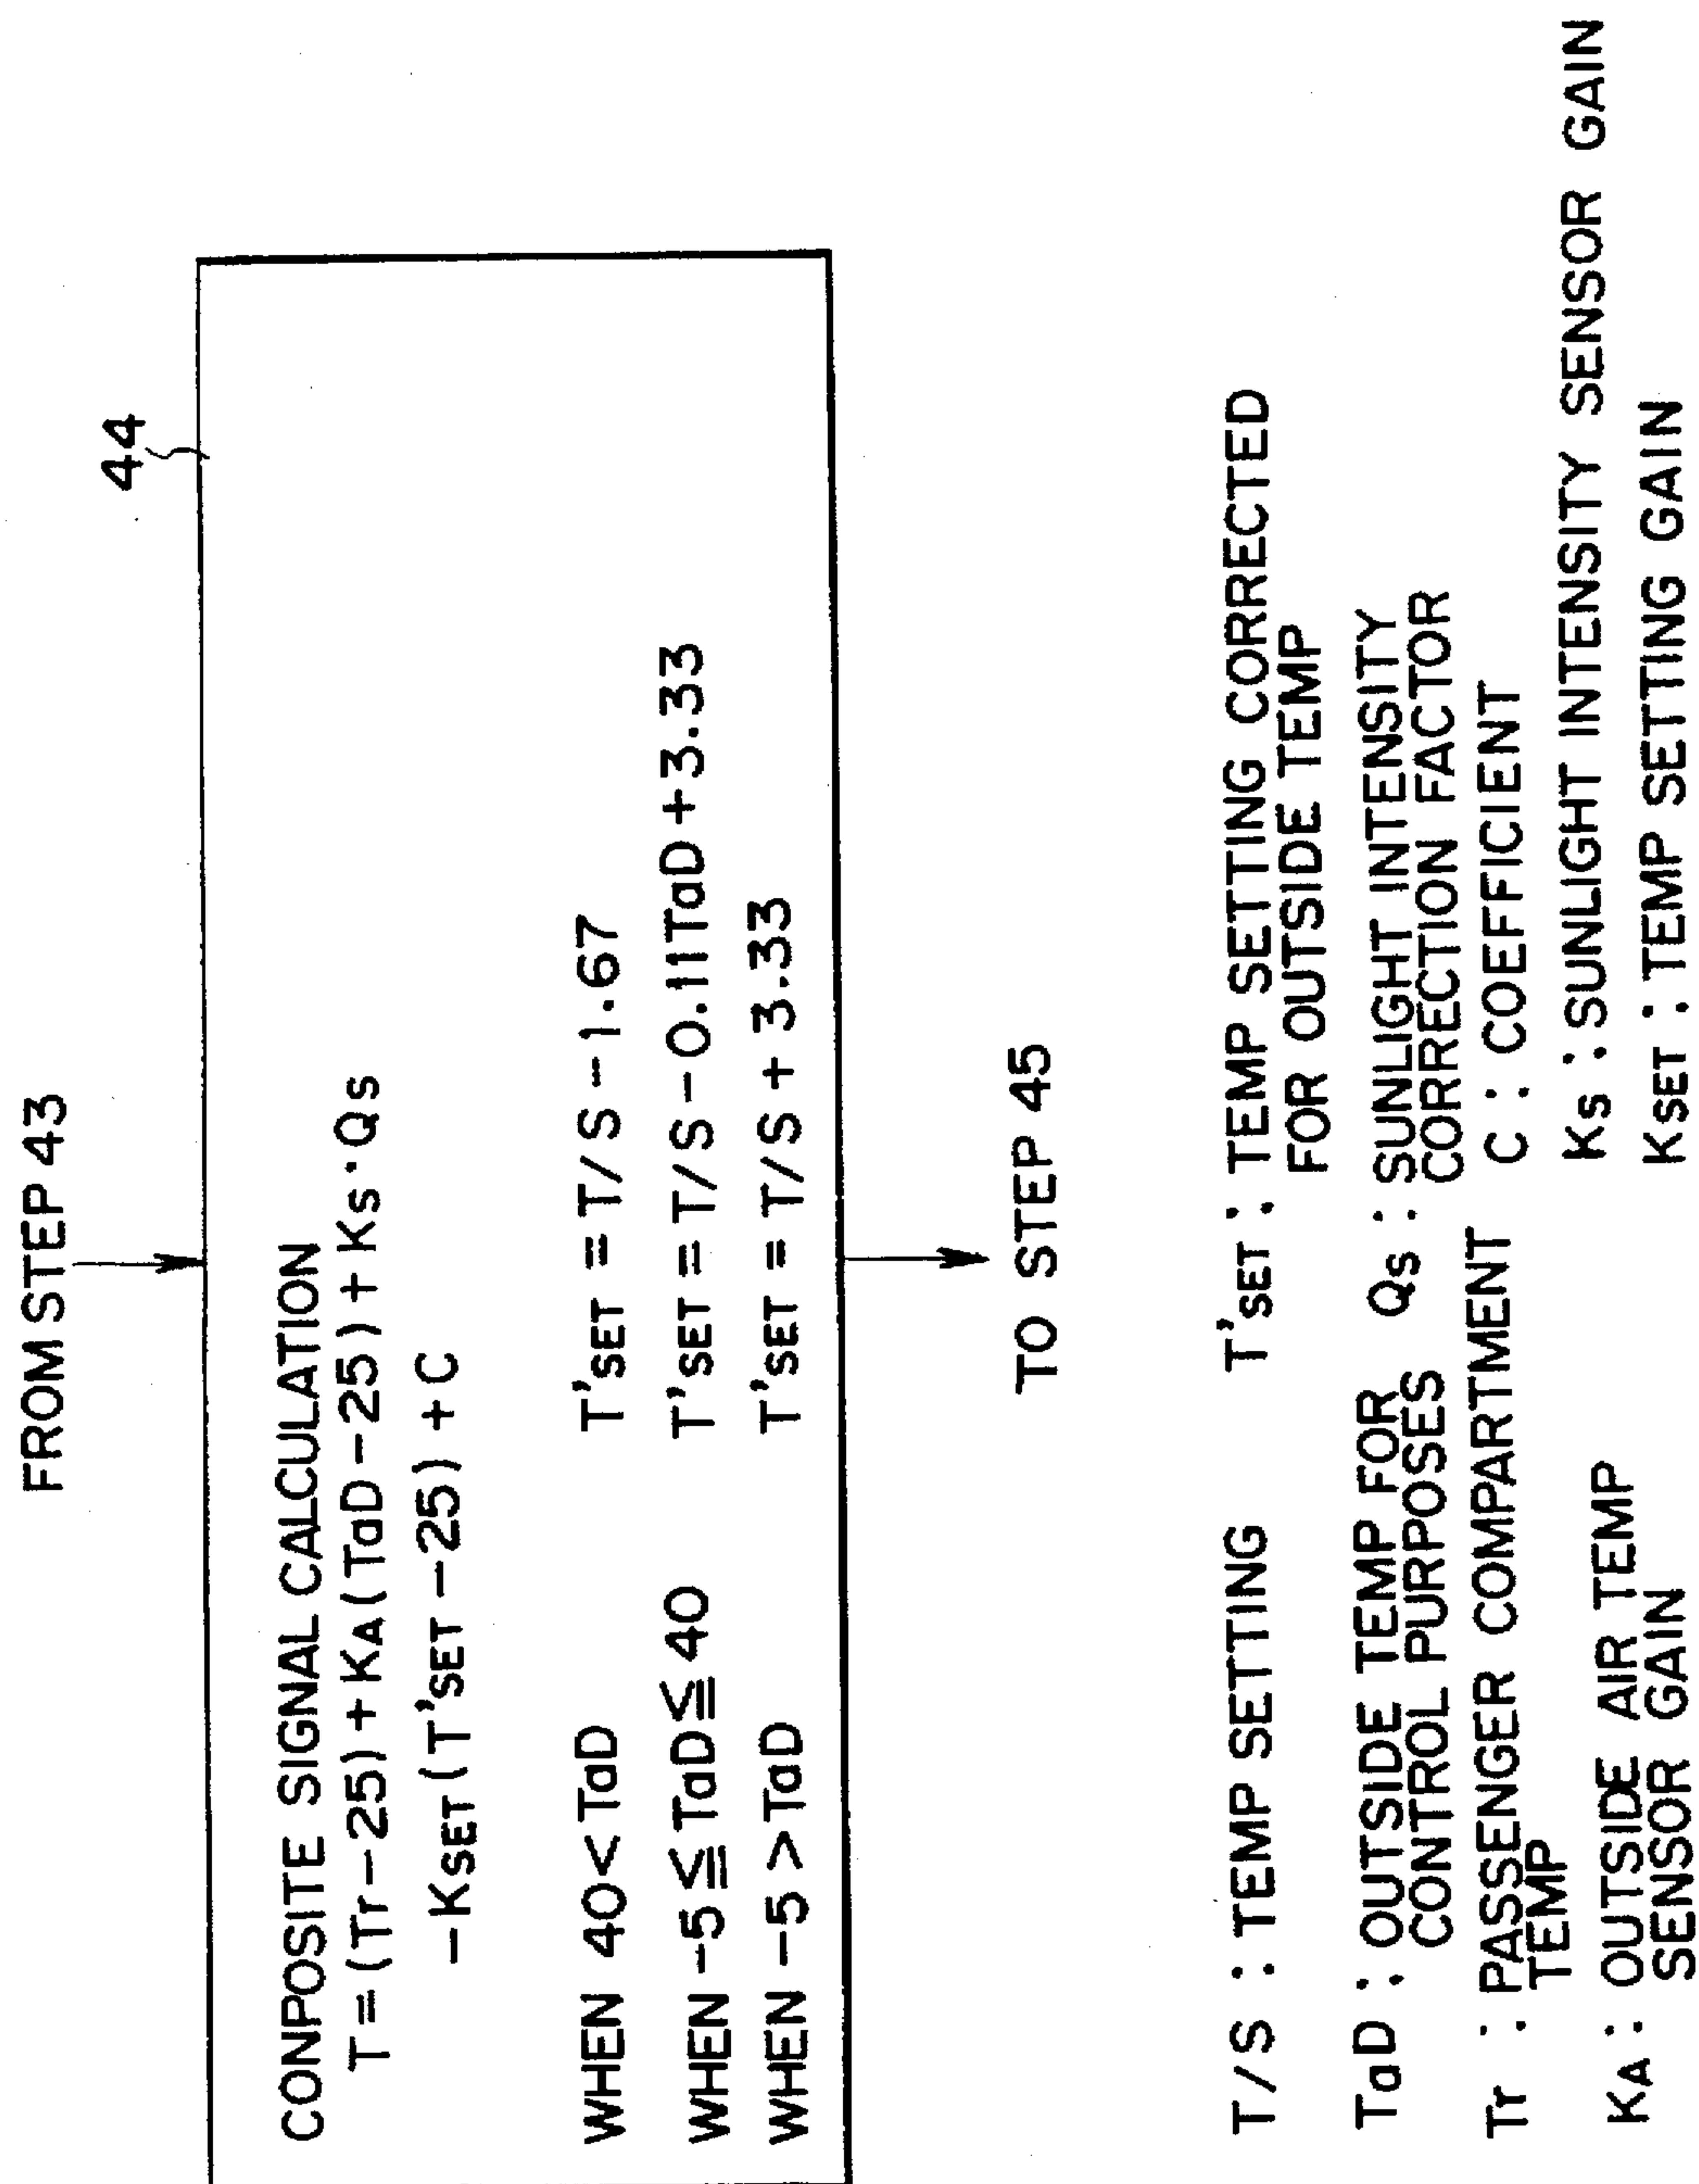 FROM STEP 43
44
CONPOSITE SIGNAL CALCULATION
T=(Tr-25)+KA(TaD-25)+Ks·Qs
-KSET(T'SET-25)+C
WHEN 40<TaD T'SET=T/S-1.67
WHEN -5≦TaD≦40 T'SET=T/S-0.11TaD+3.33
WHEN -5>TaD T'SET=T/S+3.33
TO STEP 45
T/S : TEMP SETTING
T'SET : TEMP SETTING CORRECTED
FOR OUTSIDE TEMP
TaD : OUTSIDE TEMP FOR
CONTROL PURPOSES
Qs : SUNLIGHT INTENSITY
CORRECTION FACTOR
Tr : PASSENGER COMPARTMENT
TEMP
C : COEFFICIENT
KA : OUTSIDE AIR TEMP
SENSOR GAIN
Ks : SUNLIGHT INTENSITY SENSOR GAIN
KSET : TEMP SETTING GAIN